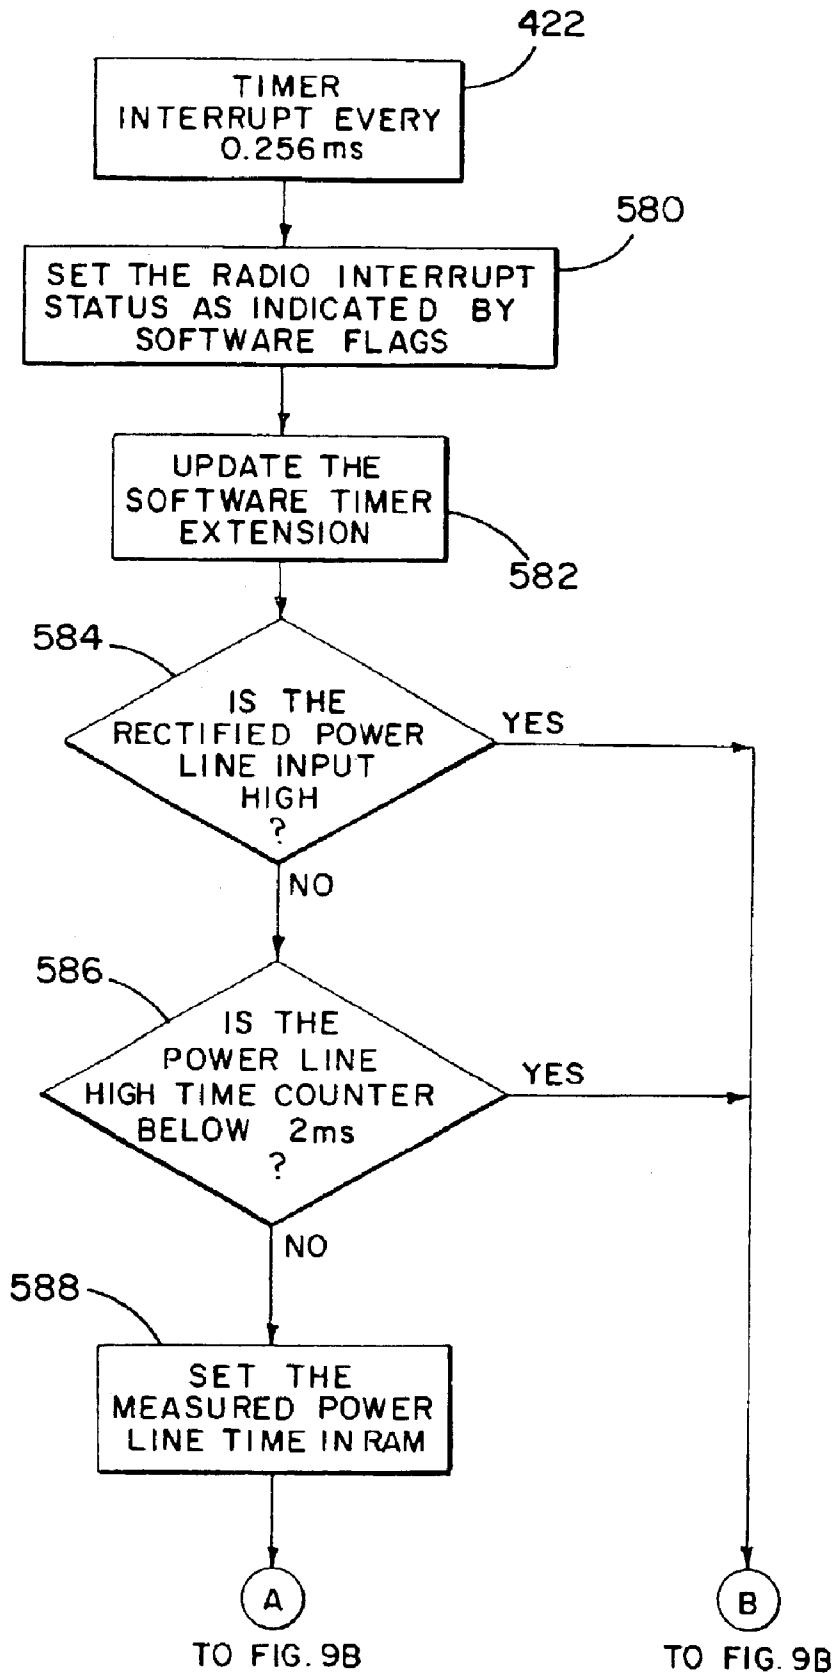 422
TIMER
INTERRUPT EVERY
0.256ms
580
SET THE RADIO INTERRUPT
STATUS AS INDICATED BY
SOFTWARE FLAGS
UPDATE THE
SOFTWARE TIMER
EXTENSION
582
584
IS THE
RECTIFIED POWER
LINE INPUT
HIGH
?
YES
NO
586
IS THE
POWER LINE
HIGH TIME COUNTER
BELOW 2ms
?
YES
NO
588
SET THE
MEASURED POWER
LINE TIME IN RAM
A
B
TO FIG. 9B
TO FIG. 9B